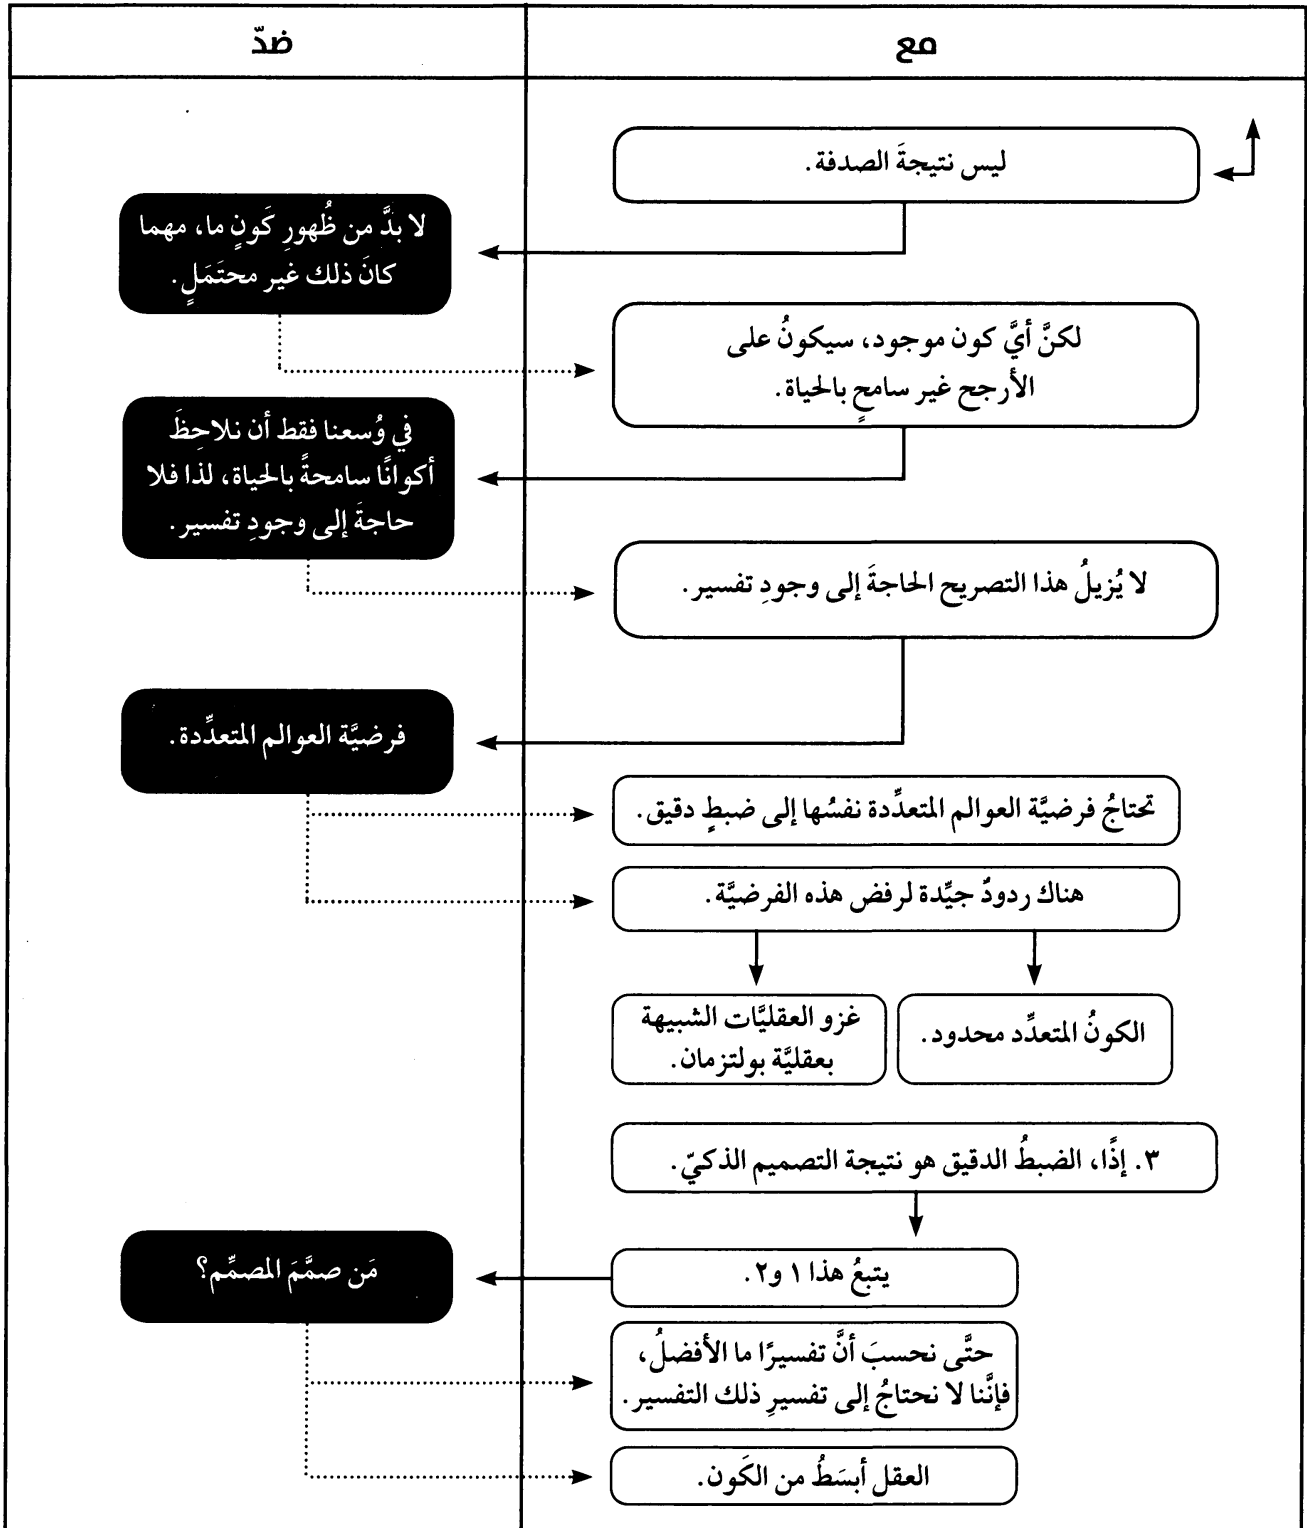 مع
ضدّ
ليس نتيجةَ الصدفة.
لا بدَّ من ظُهورِ كَونٍ ما، مهما
كانَ ذلك غير محتَمَلٍ.
لكنَّ أيَّ كون موجود، سيكونُ على
الأرجح غير سامحٍ بالحياة.
في وُسعنا فقط أن نلاحِظَ
أكوانًا سامحةً بالحياة، لذا فلا
حاجةَ إلى وجودِ تفسير.
لا يُزيلُ هذا التصريح الحاجةَ إلى وجودِ تفسير.
فرضيَّة العوالم المتعدِّدة.
تحتاجُ فرضيَّة العوالم المتعدِّدة نفسُها إلى ضبطٍ دقيق.
هناك ردودٌ جيِّدة لرفض هذه الفرضيَّة.
الكونُ المتعدِّد محدود.
غزو العقليَّات الشبيهة
بعقليَّة بولتزمان.
٣. إذًا، الضبطُ الدقيق هو نتيجة التصميم الذكيّ.
يتبعُ هذا ١ و٢.
مَن صمَّمَ المصمِّم؟
حتَّى نحسبَ أنَّ تفسيرًا ما الأفضلُ،
فإنَّنا لا نحتاجُ إلى تفسيرِ ذلك التفسير.
العقل أبسَطُ من الكَون.